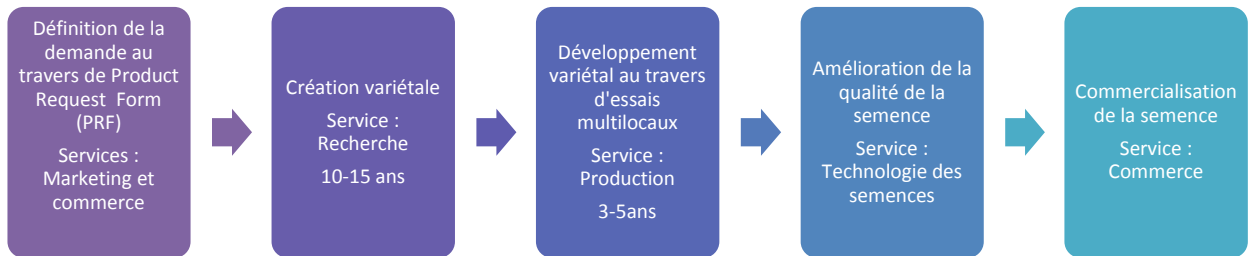 Définition de la
demande au
travers de Product
Request Form
(PRF)
Services :
Marketing et
commerce
Création variétale
Service :
Recherche
10-15 ans
Développement
variétal au travers
d'essais
multilocaux
Service :
Production
3-5ans
Amélioration de la
qualité de la
semence
Service :
Technologie des
semences
Commercialisation
de la semence
Service :
Commerce